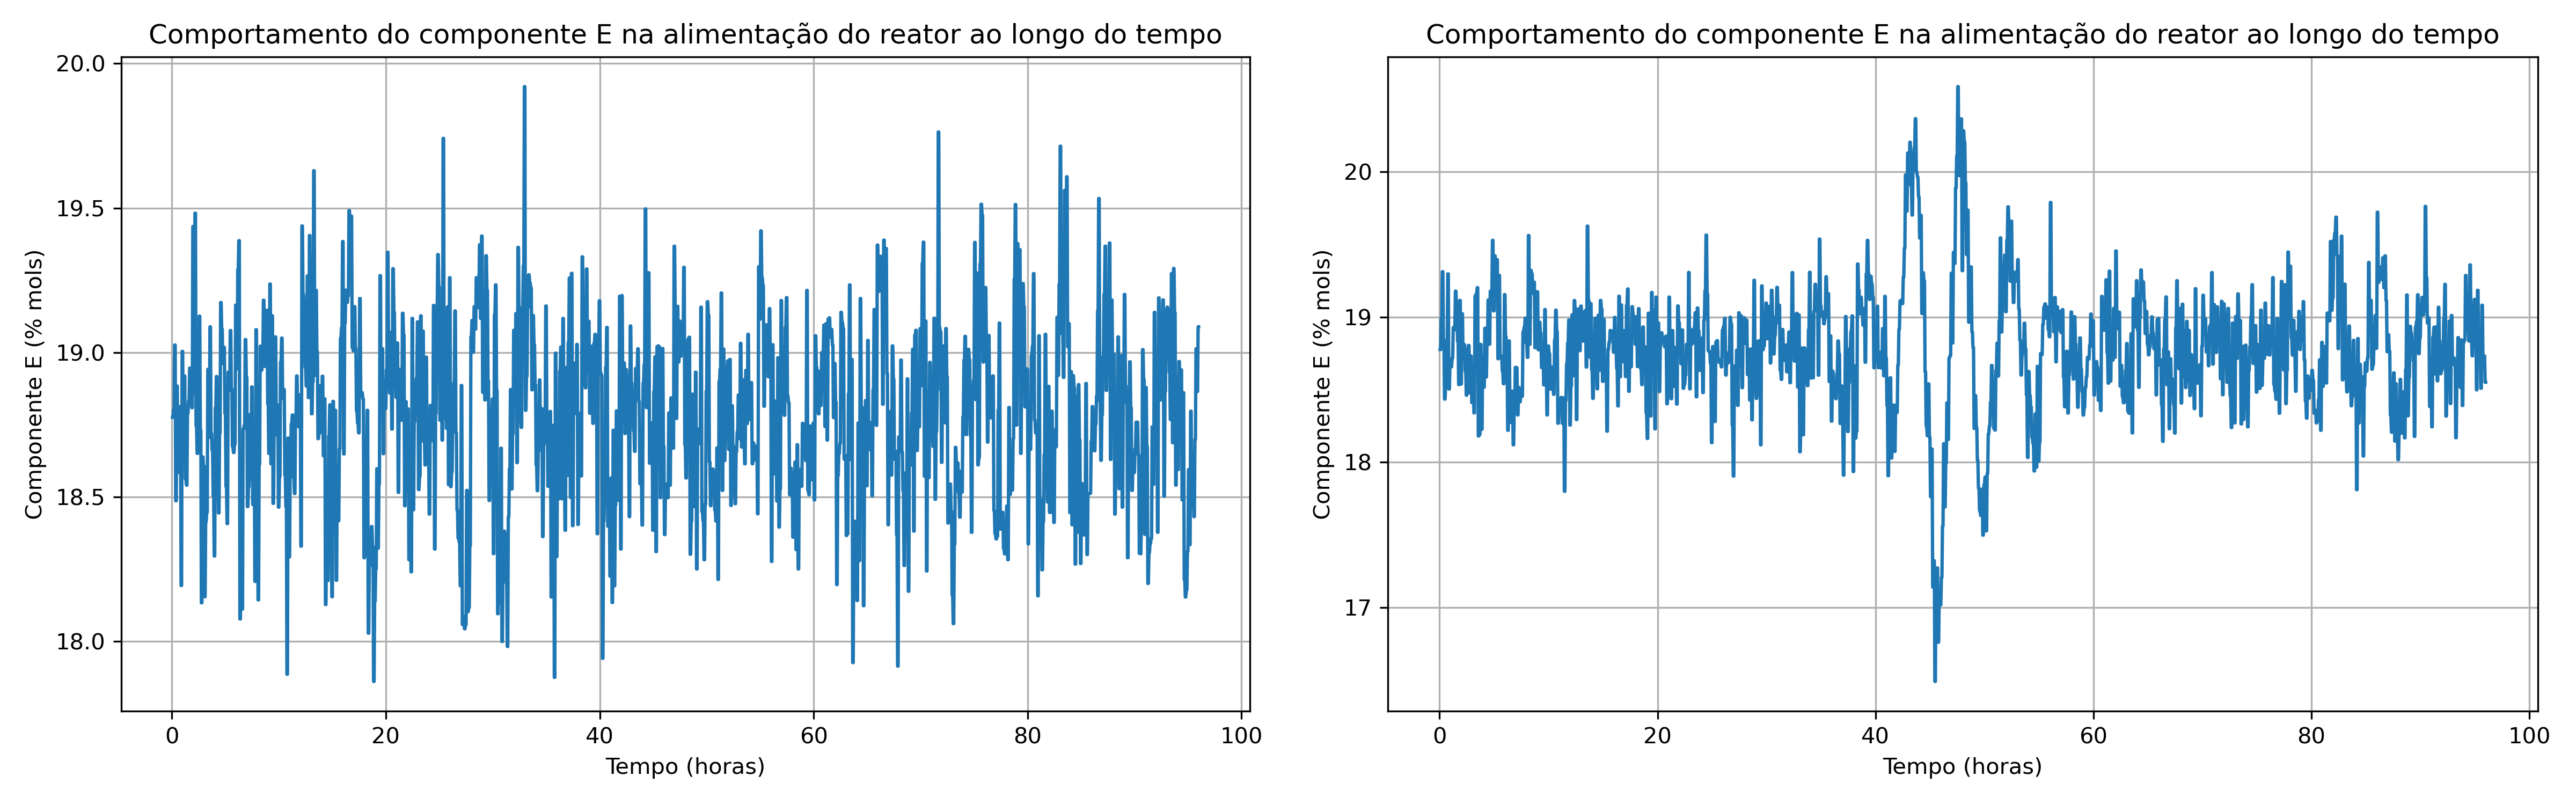 Comportamento do componente E na alimentação do reator ao longo do tempo
20.0
19.5
19.0
18.5
18.0
Componente E (% mols)
0 20 40 60 80 100
Tempo (horas)
Comportamento do componente E na alimentação do reator ao longo do tempo
20
19
18
17
Componente E (% mols)
0 20 40 60 80 100
Tempo (horas)